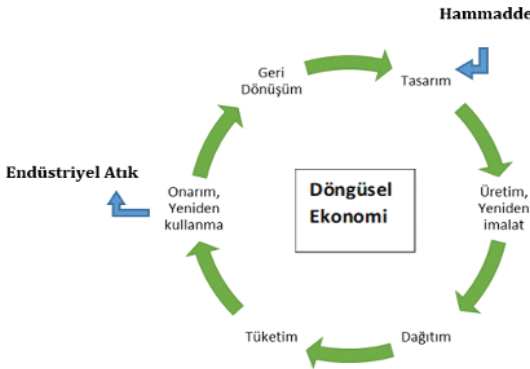 Hammadde
Geri
Dönüşüm
Tasarım
Endüstriyel Atık
Onarım,
Yeniden
kullanma
Döngüsel
Ekonomi
Üretim,
Yeniden
imalat
Tüketim
Dağıtım